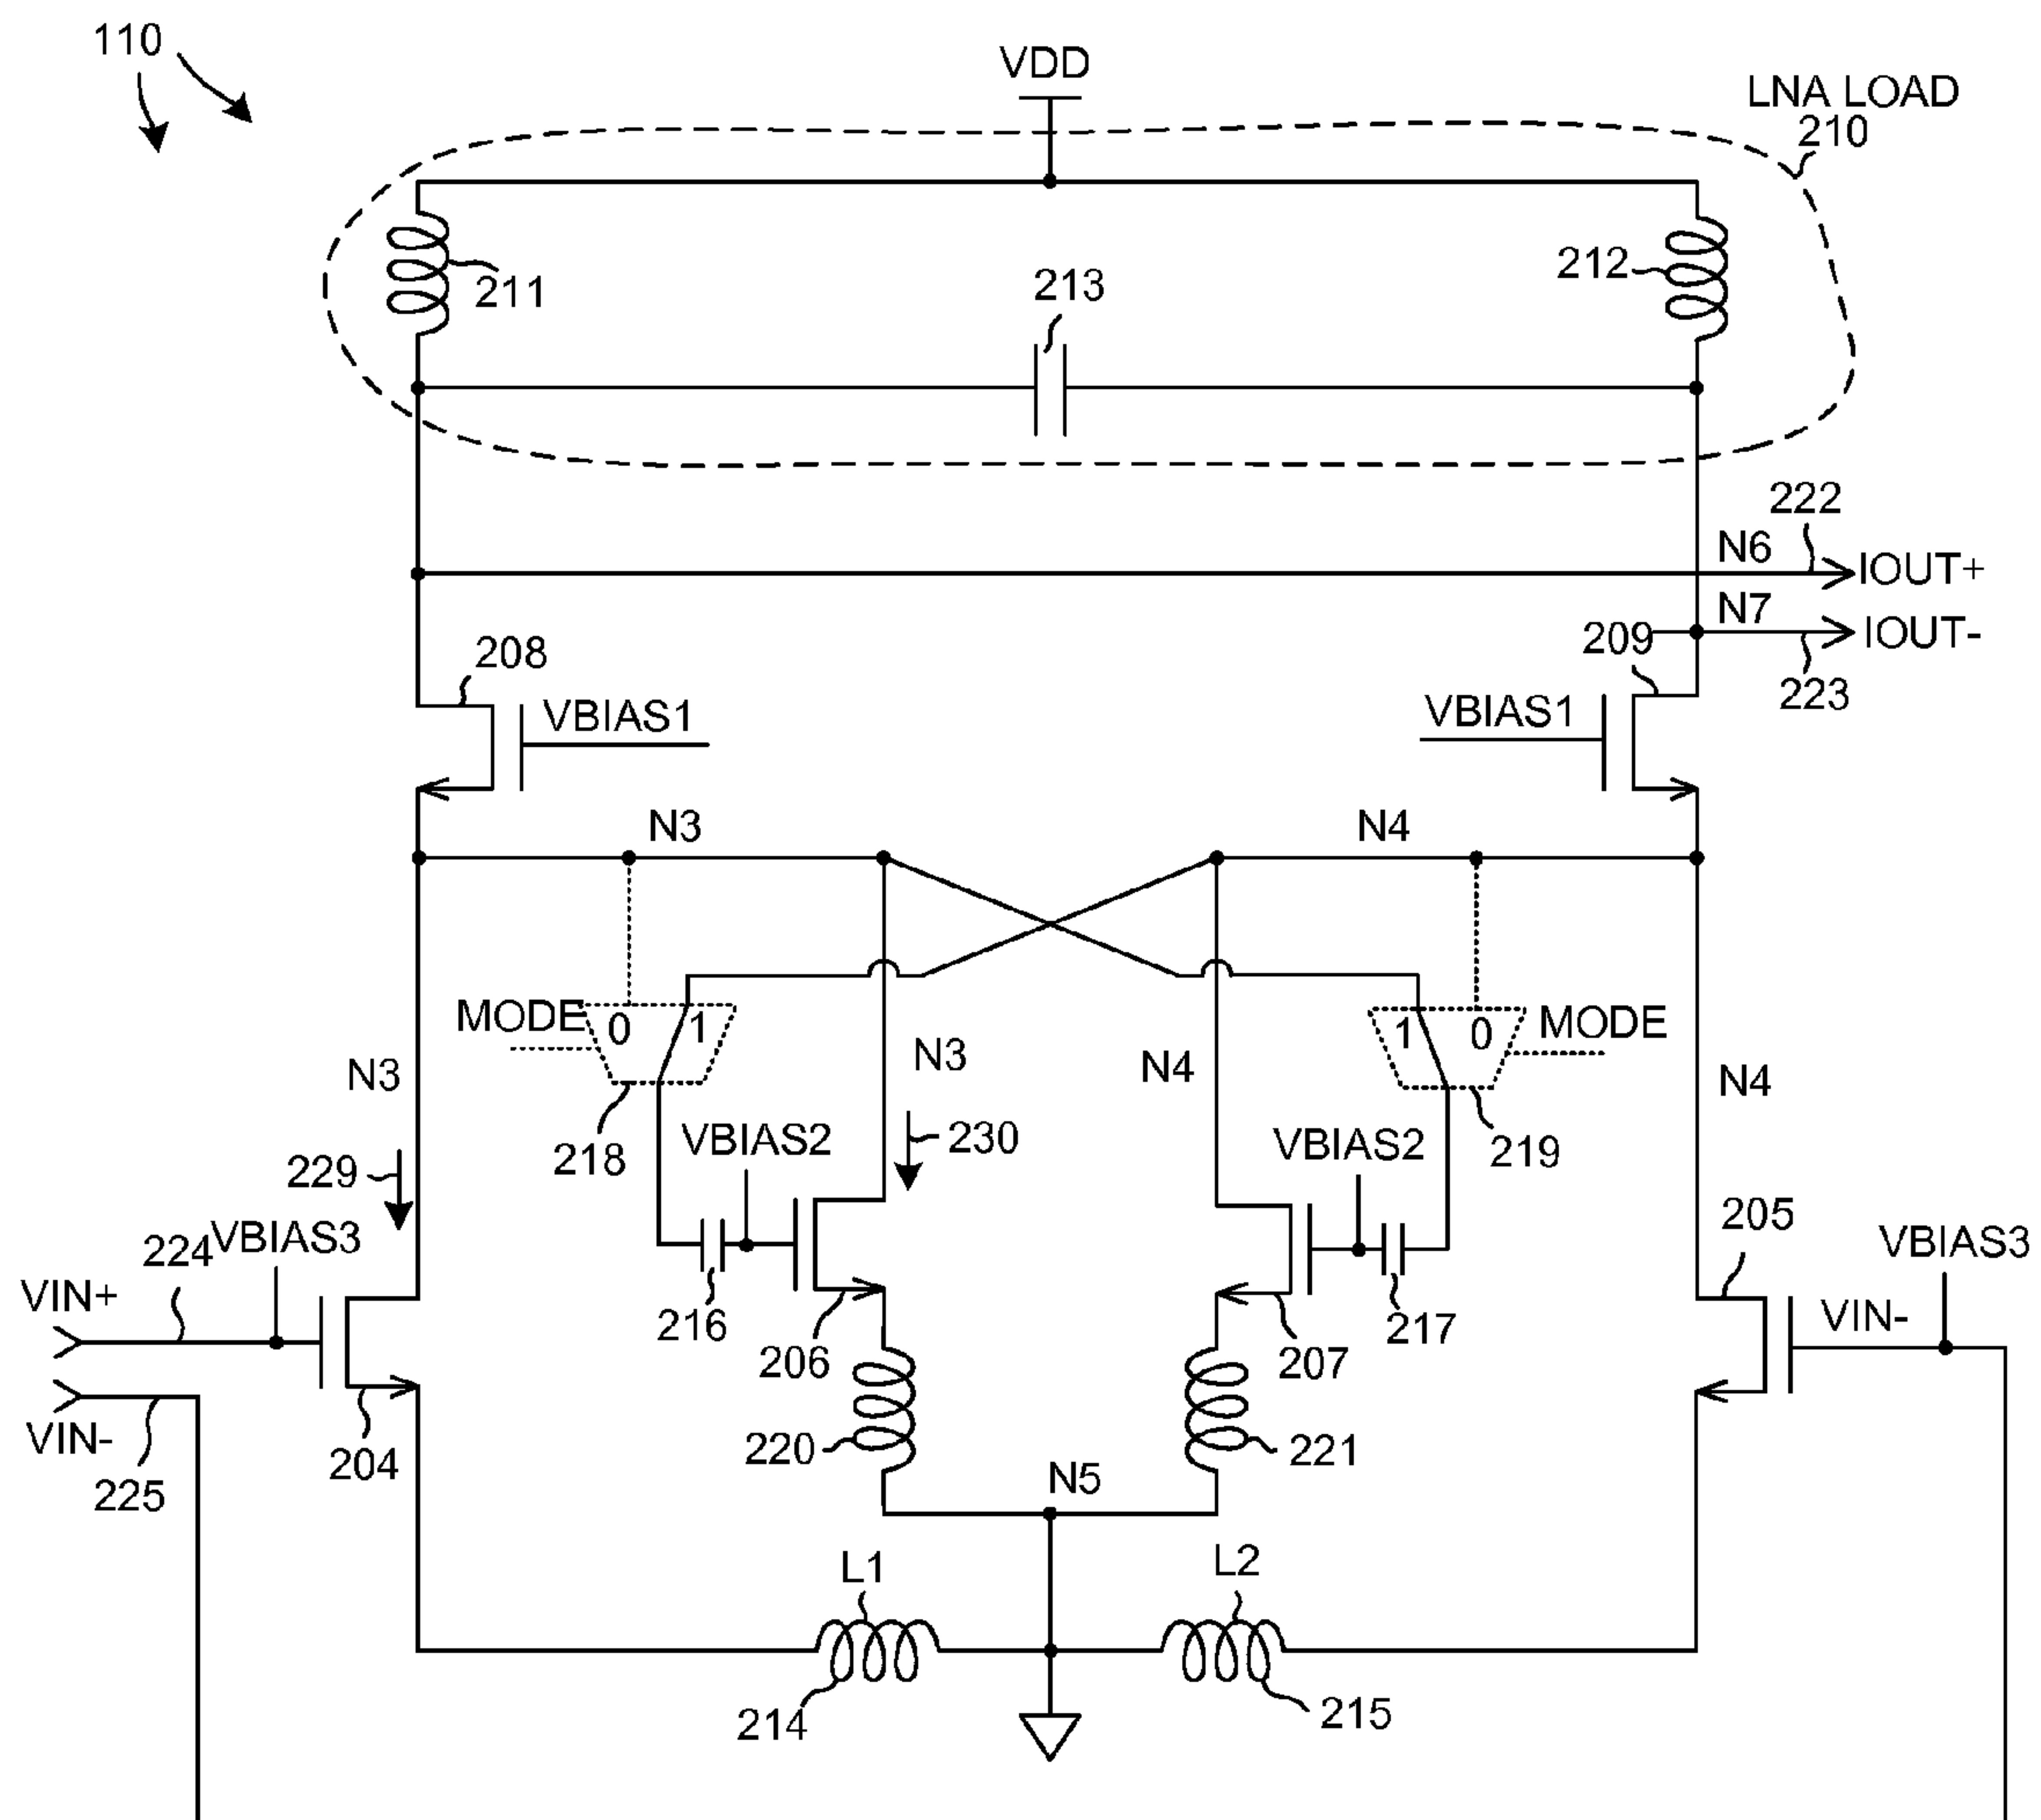 110
VDD
LNA LOAD
210
211
212
213
222
N6
IOUT+
N7
209
IOUT-
223
208
VBIAS1
VBIAS1
N3
N4
MODE
0
1
1
0
MODE
N3
N3
N4
N4
218
VBIAS2
230
VBIAS2
219
229
224
VBIAS3
205
VBIAS3
VIN+
216
206
207
217
VIN-
VIN-
204
225
220
221
N5
L1
L2
214
215